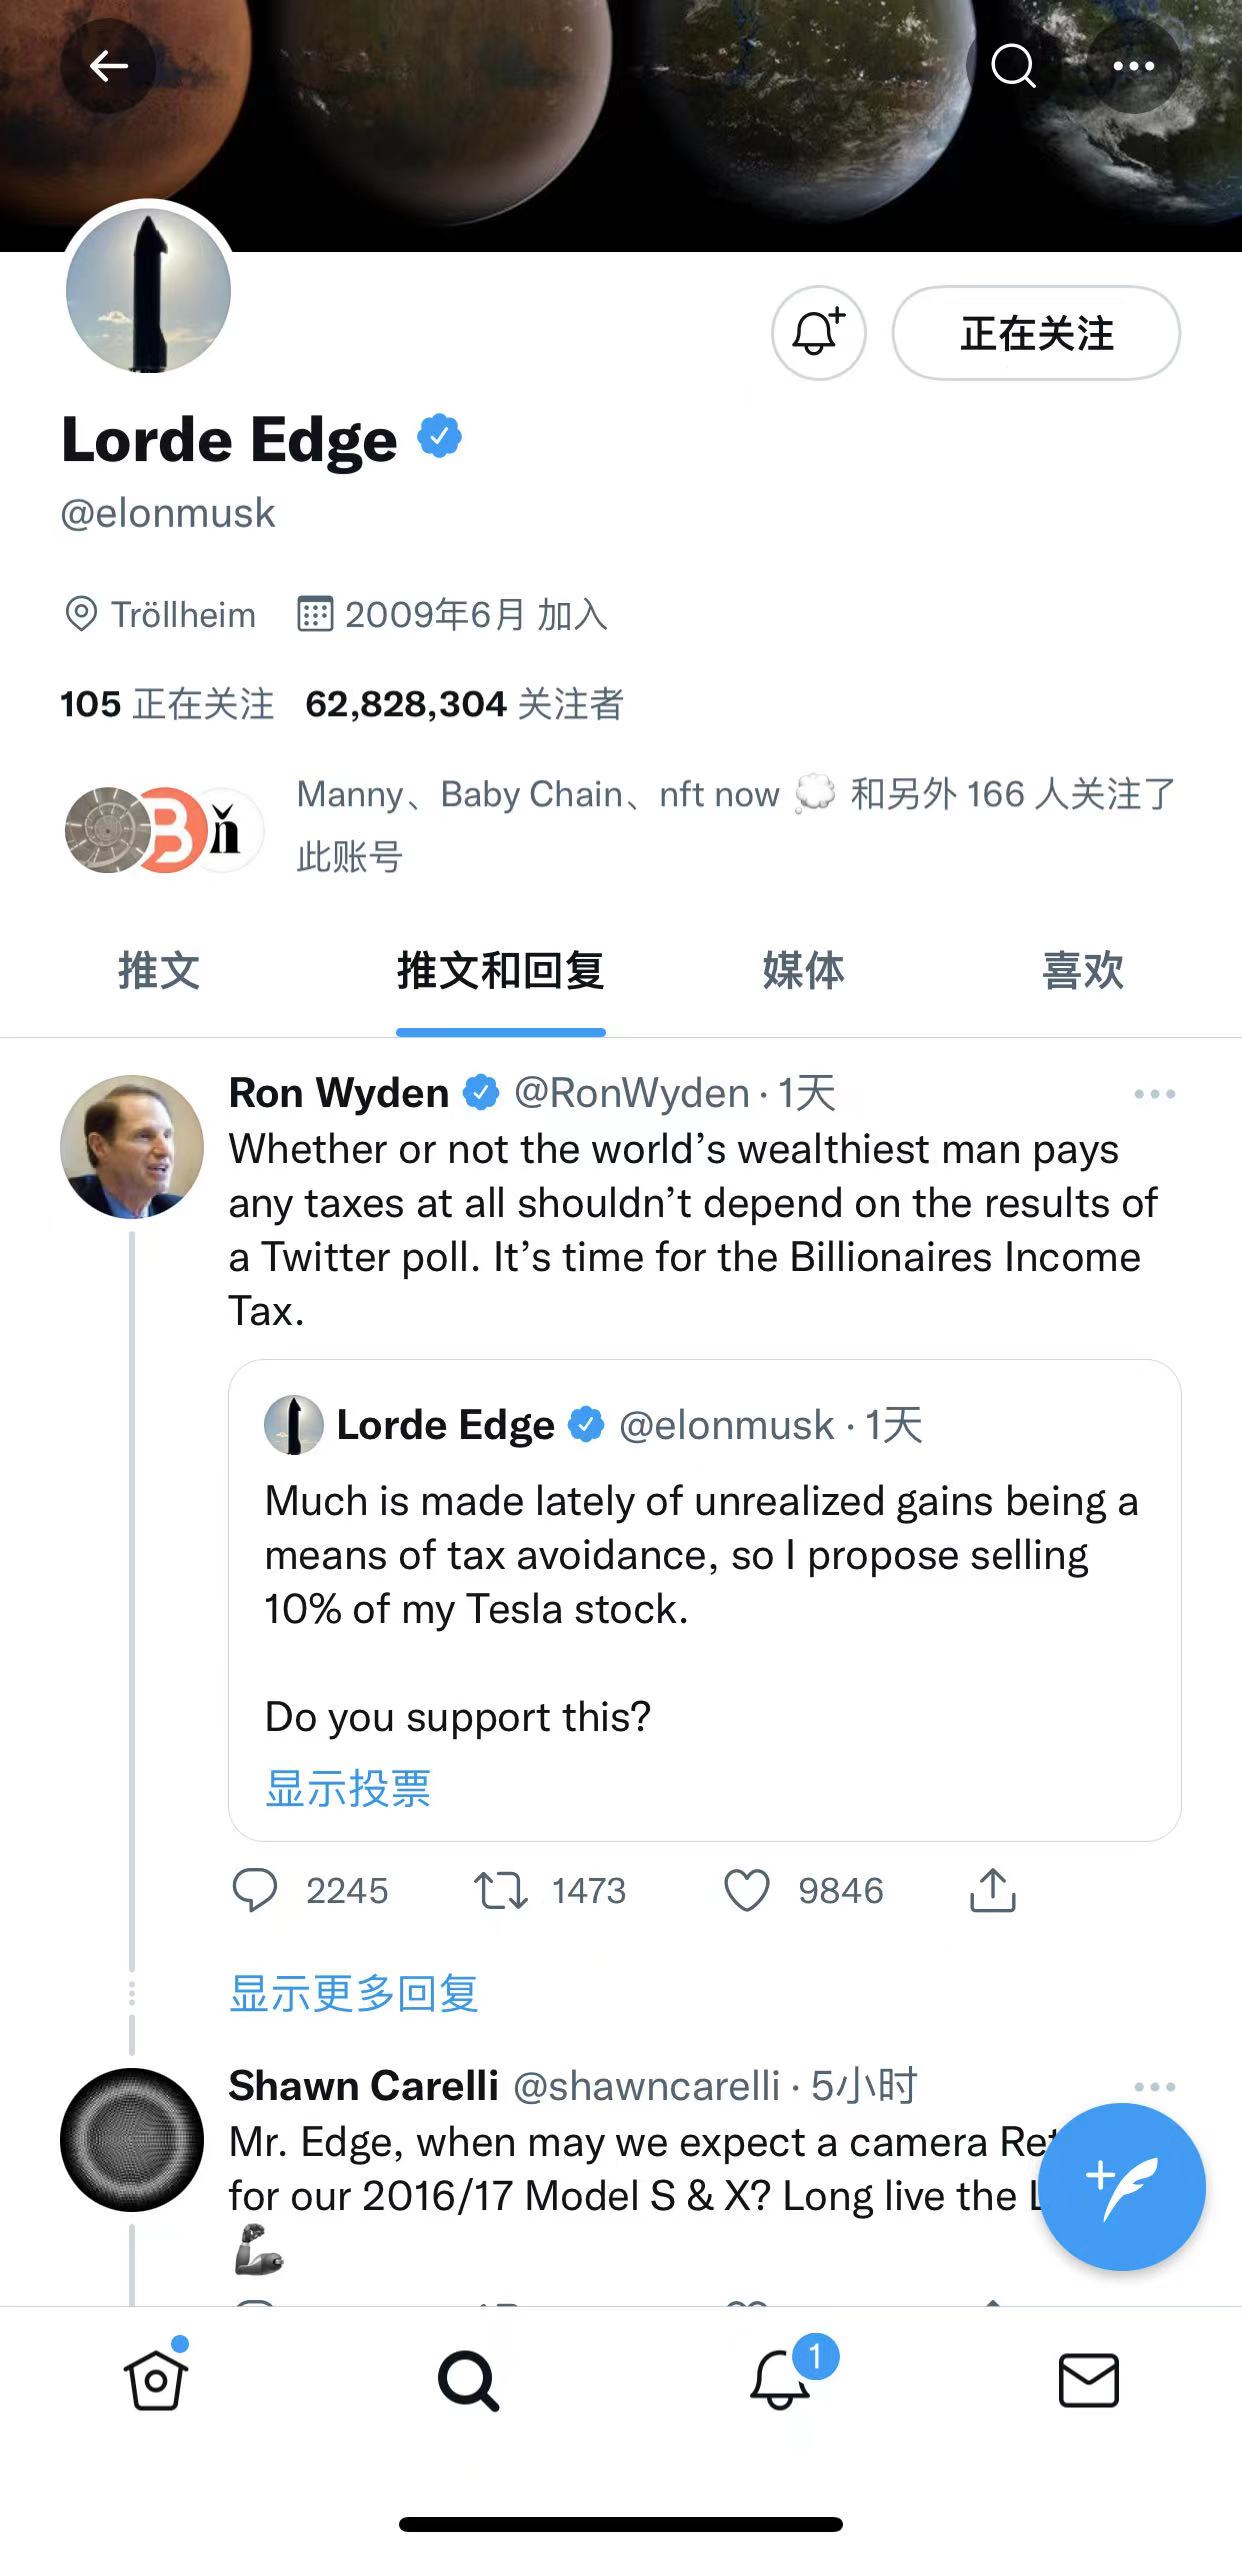 正在关注
Lorde Edge
@elonmusk
Tröllheim 2009年6月 加入
105 正在关注 62,828,304 关注者
Manny、Baby Chain、nft now 💭 和另外 166 人关注了
此账号
推文 推文和回复 媒体 喜欢
Ron Wyden @RonWyden · 1天
Whether or not the world’s wealthiest man pays
any taxes at all shouldn’t depend on the results of
a Twitter poll. It’s time for the Billionaires Income
Tax.
Lorde Edge @elonmusk · 1天
Much is made lately of unrealized gains being a
means of tax avoidance, so I propose selling
10% of my Tesla stock.
Do you support this?
显示投票
2245 1473 9846
显示更多回复
Shawn Carelli @shawncarelli · 5小时
Mr. Edge, when may we expect a camera
for our 2016/17 Model S & X? Long live the
🦾
1